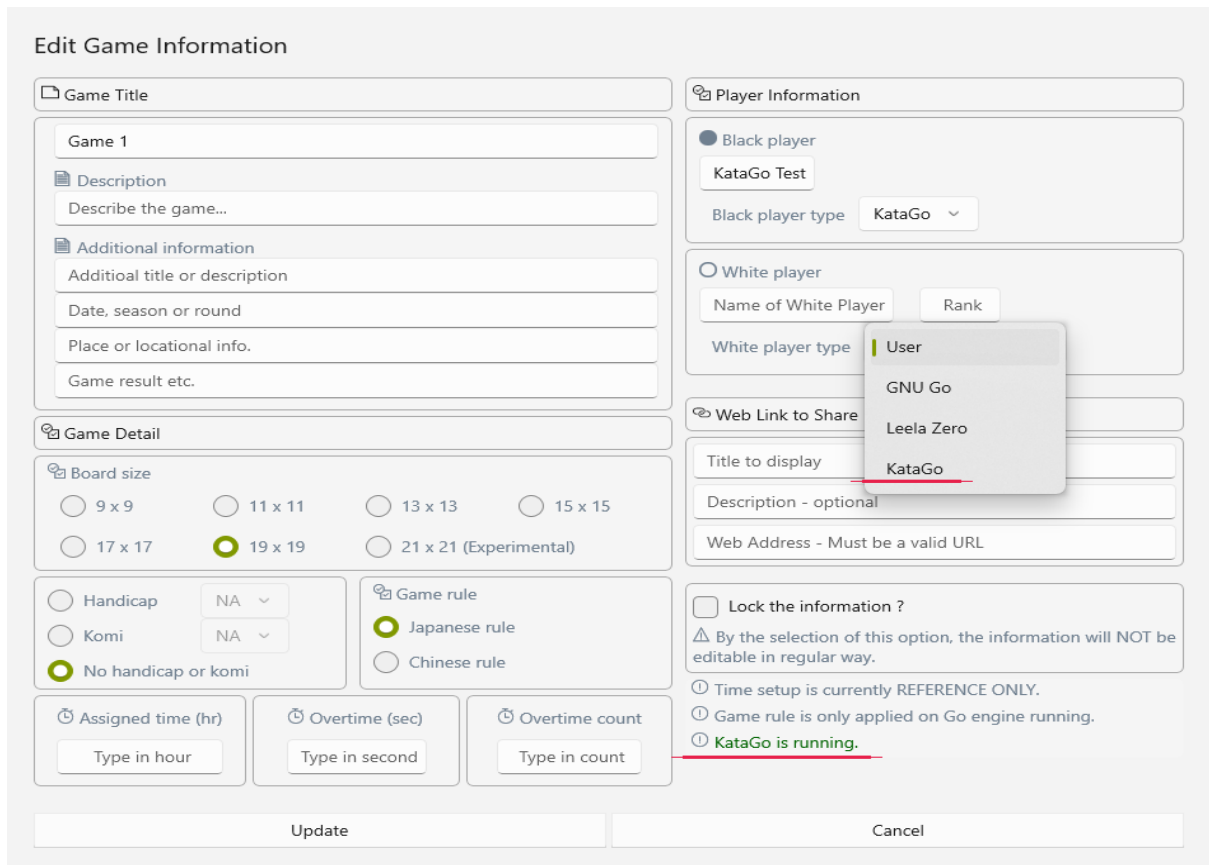 Edit Game Information
Game Title
Game 1
Description
Describe the game...
Additional information
Additioal title or description
Date, season or round
Place or locational info.
Game result etc.
Game Detail
Board size
9 x 9 11 x 11 13 x 13 15 x 15
17 x 17 19 x 19 21 x 21 (Experimental)
Handicap NA
Komi NA
No handicap or komi
Game rule
Japanese rule
Chinese rule
Assigned time (hr)
Type in hour
Overtime (sec)
Type in second
Overtime count
Type in count
Player Information
Black player
KataGo Test
Black player type KataGo
White player
Name of White Player Rank
White player type
User
GNU Go
Leela Zero
KataGo
Web Link to Share
Title to display
Description - optional
Web Address - Must be a valid URL
Lock the information ?
By the selection of this option, the information will NOT be
editable in regular way.
Time setup is currently REFERENCE ONLY.
Game rule is only applied on Go engine running.
KataGo is running.
Update Cancel